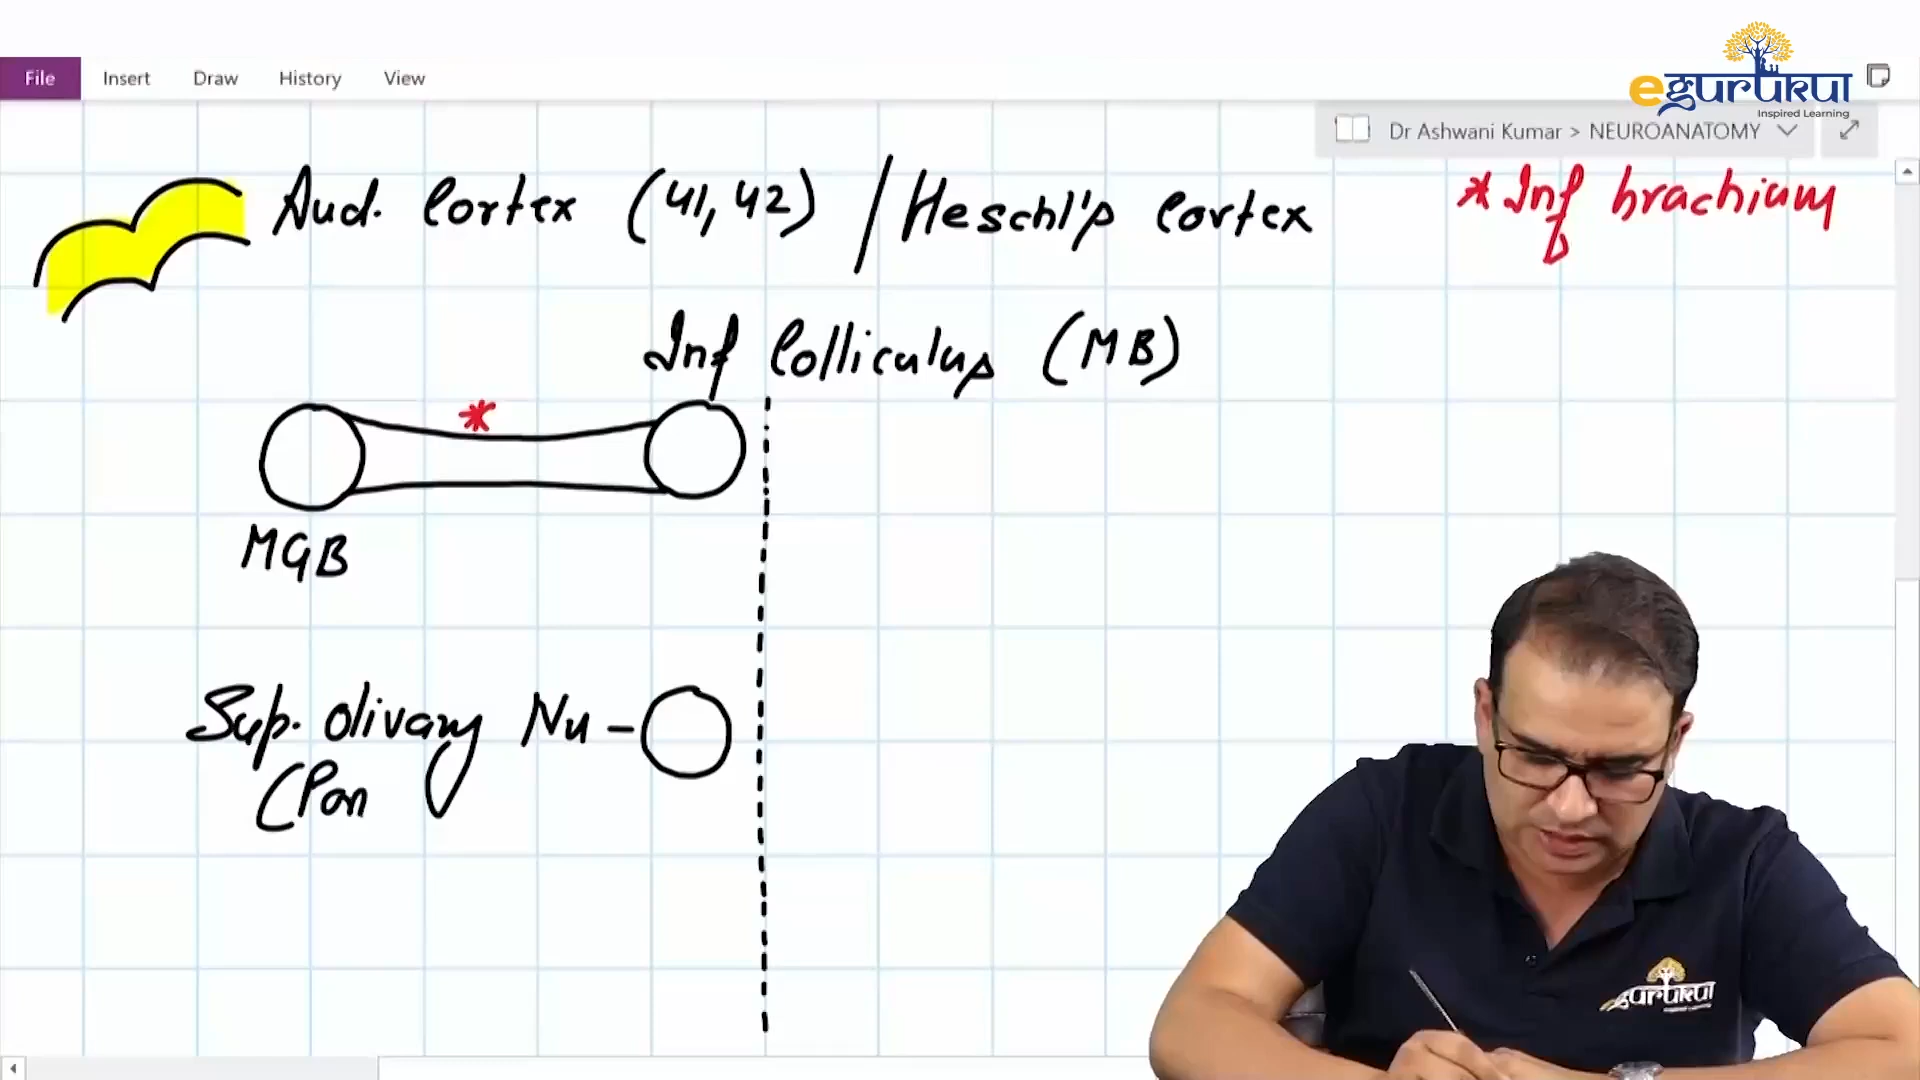 egurukul
Inspired Learning
File Insert Draw History View
Dr Ashwani Kumar > NEUROANATOMY
Aud. Cortex (41, 42) / Heschl's cortex
* Inf brachium
Inf Colliculus (MB)
*
MGB
Sup. olivary Nu -
(Pon
gurukul